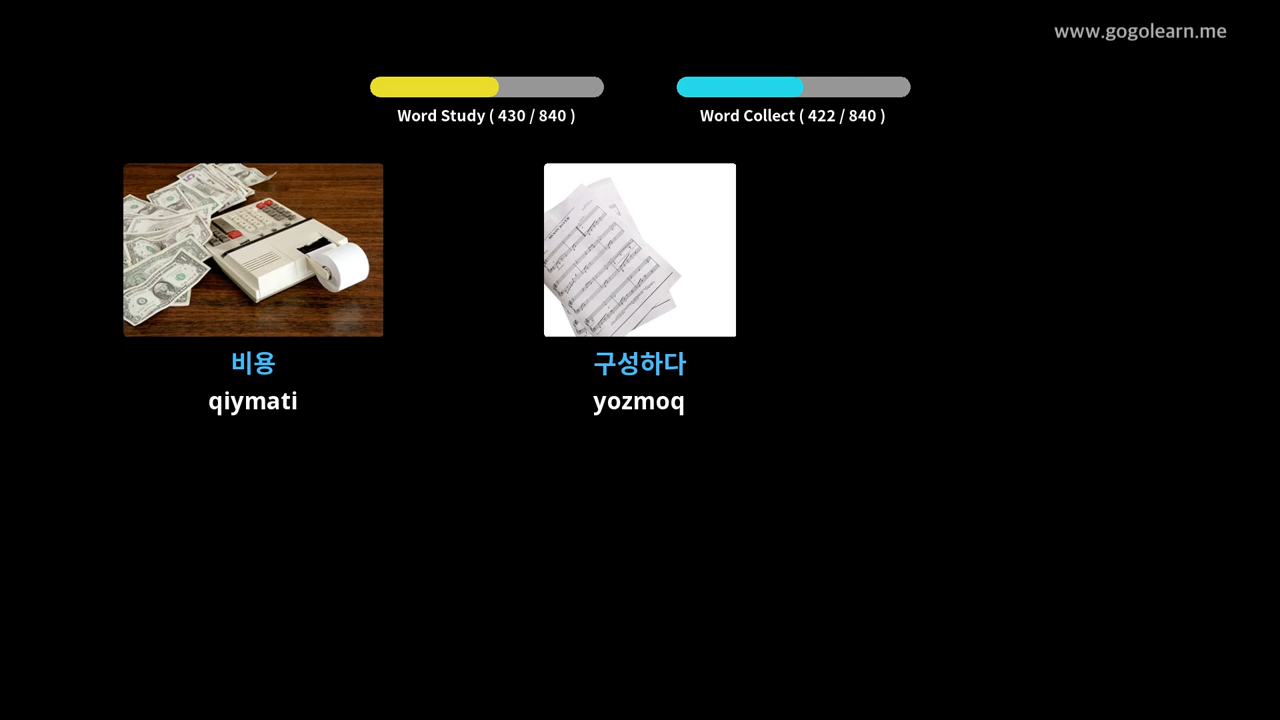 www.gogolearn.me
Word Study ( 430 / 840 )
Word Collect ( 422 / 840 )
비용
qiymati
구성하다
yozmoq